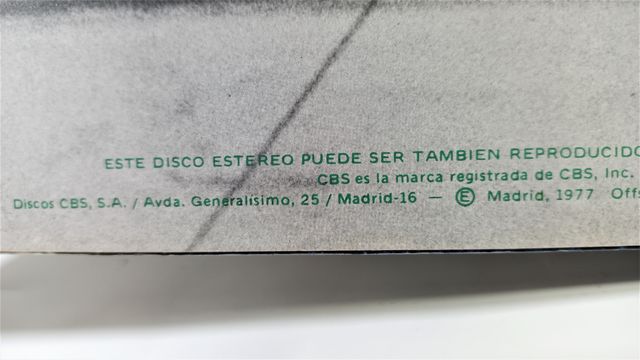 ESTE DISCO ESTEREO PUEDE SER TAMBIEN REPRODUCIDO
CBS es la marca registrada de CBS, Inc.
Discos CBS, S.A. / Avda. Generalísimo, 25 / Madrid-16 — Ⓔ Madrid, 1977